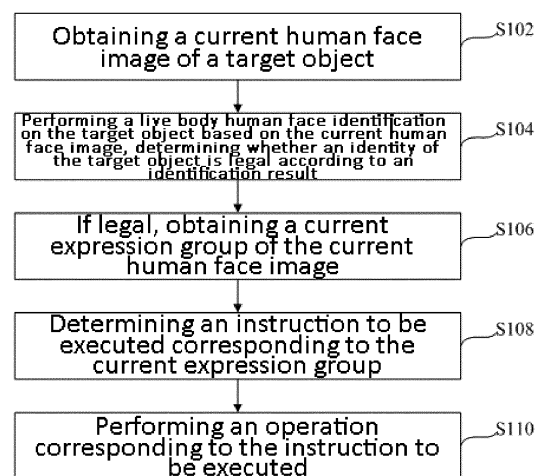 Obtaining a current human face
image of a target object
S102
Performing a live body human face identification
on the target object based on the current human
face image, determining whether an identity of
the target object is legal according to an
identification result
S104
If legal, obtaining a current
expression group of the current
human face image
S106
Determining an instruction to be
executed corresponding to the
current expression group
S108
Performing an operation
corresponding to the instruction to
be executed
S110